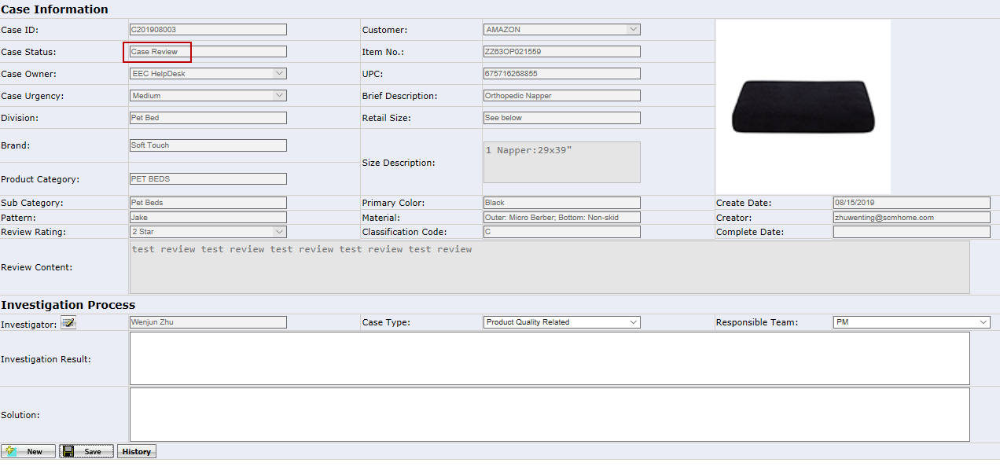 Case Information
Case ID: C201908003 Customer: AMAZON
Case Status: Case Review Item No.: ZZ63OP021559
Case Owner: EEC HelpDesk UPC: 675716268855
Case Urgency: Medium Brief Description: Orthopedic Napper
Division: Pet Bed Retail Size: See below
Brand: Soft Touch
Size Description: 1 Napper:29x39"
Product Category: PET BEDS
Sub Category: Pet Beds Primary Color: Black Create Date: 08/15/2019
Pattern: Jake Material: Outer: Micro Berber; Bottom: Non-skid Creator: zhuwenting@scmhome.com
Review Rating: 2 Star Classification Code: C Complete Date:
Review Content: test review test review test review test review test review
Investigation Process
Investigator: Wenjun Zhu Case Type: Product Quality Related Responsible Team: PM
Investigation Result:
Solution:
New Save History